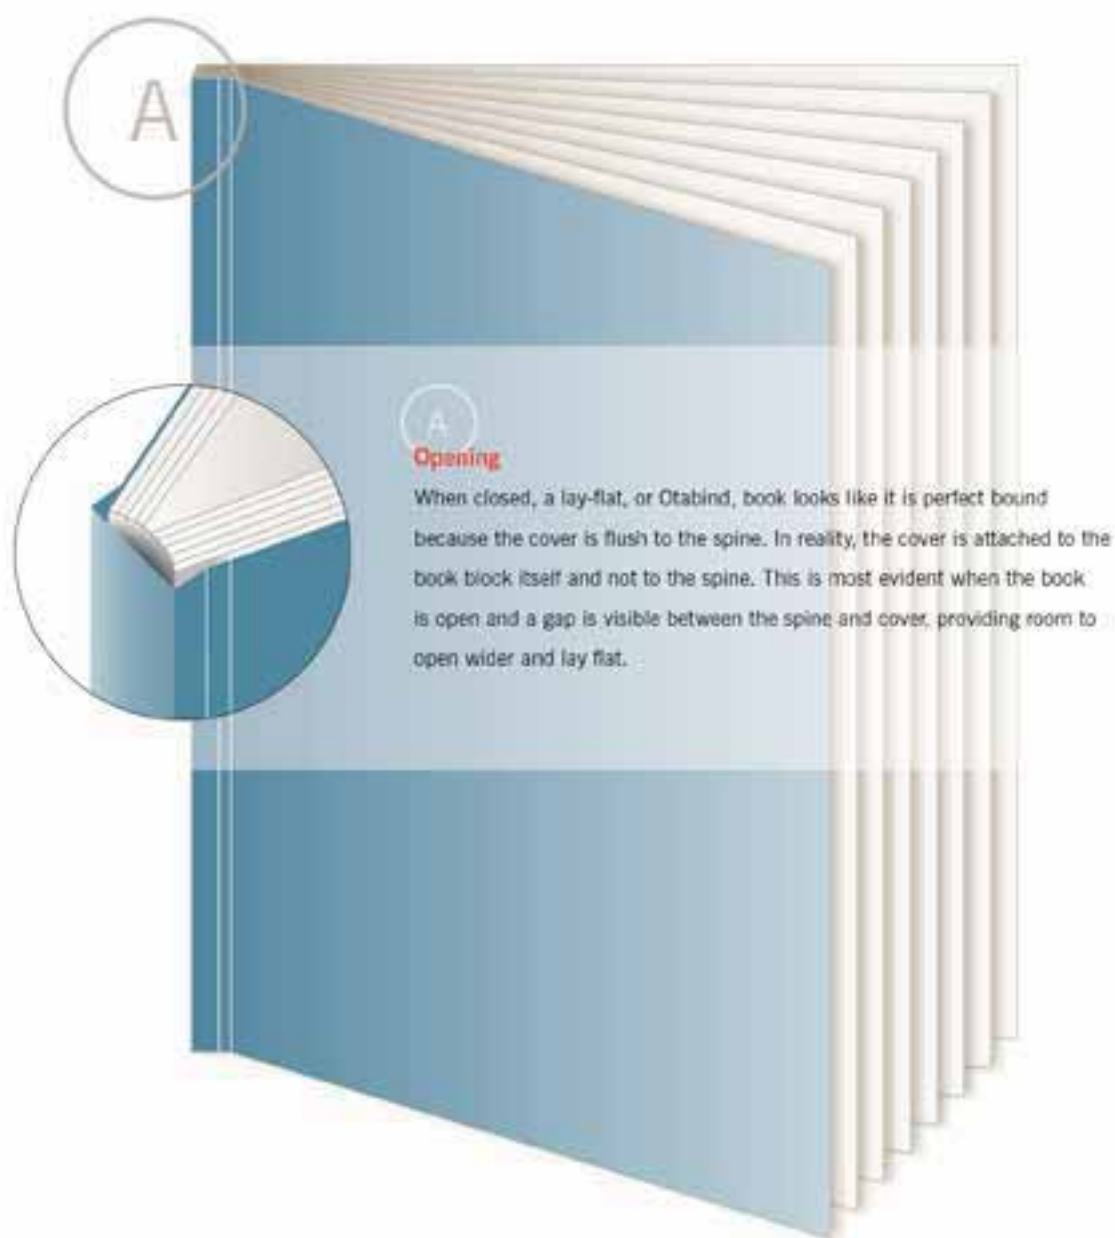 A
A
Opening
When closed, a lay-flat, or Otabind, book looks like it is perfect bound
because the cover is flush to the spine. In reality, the cover is attached to the
book block itself and not to the spine. This is most evident when the book
is open and a gap is visible between the spine and cover, providing room to
open wider and lay flat.